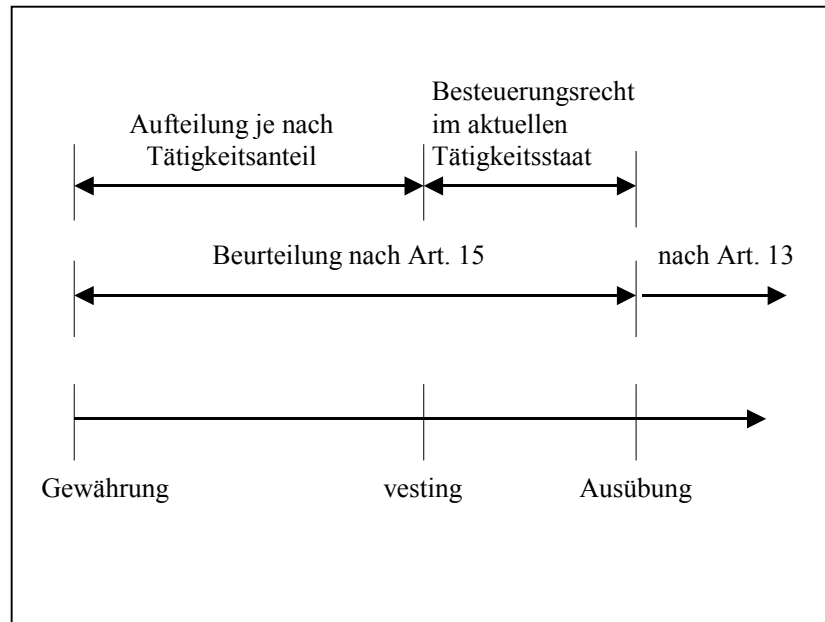 Aufteilung je nach
Tätigkeitsanteil
Besteuerungsrecht
im aktuellen
Tätigkeitsstaat
Beurteilung nach Art. 15
nach Art. 13
Gewährung
vesting
Ausübung